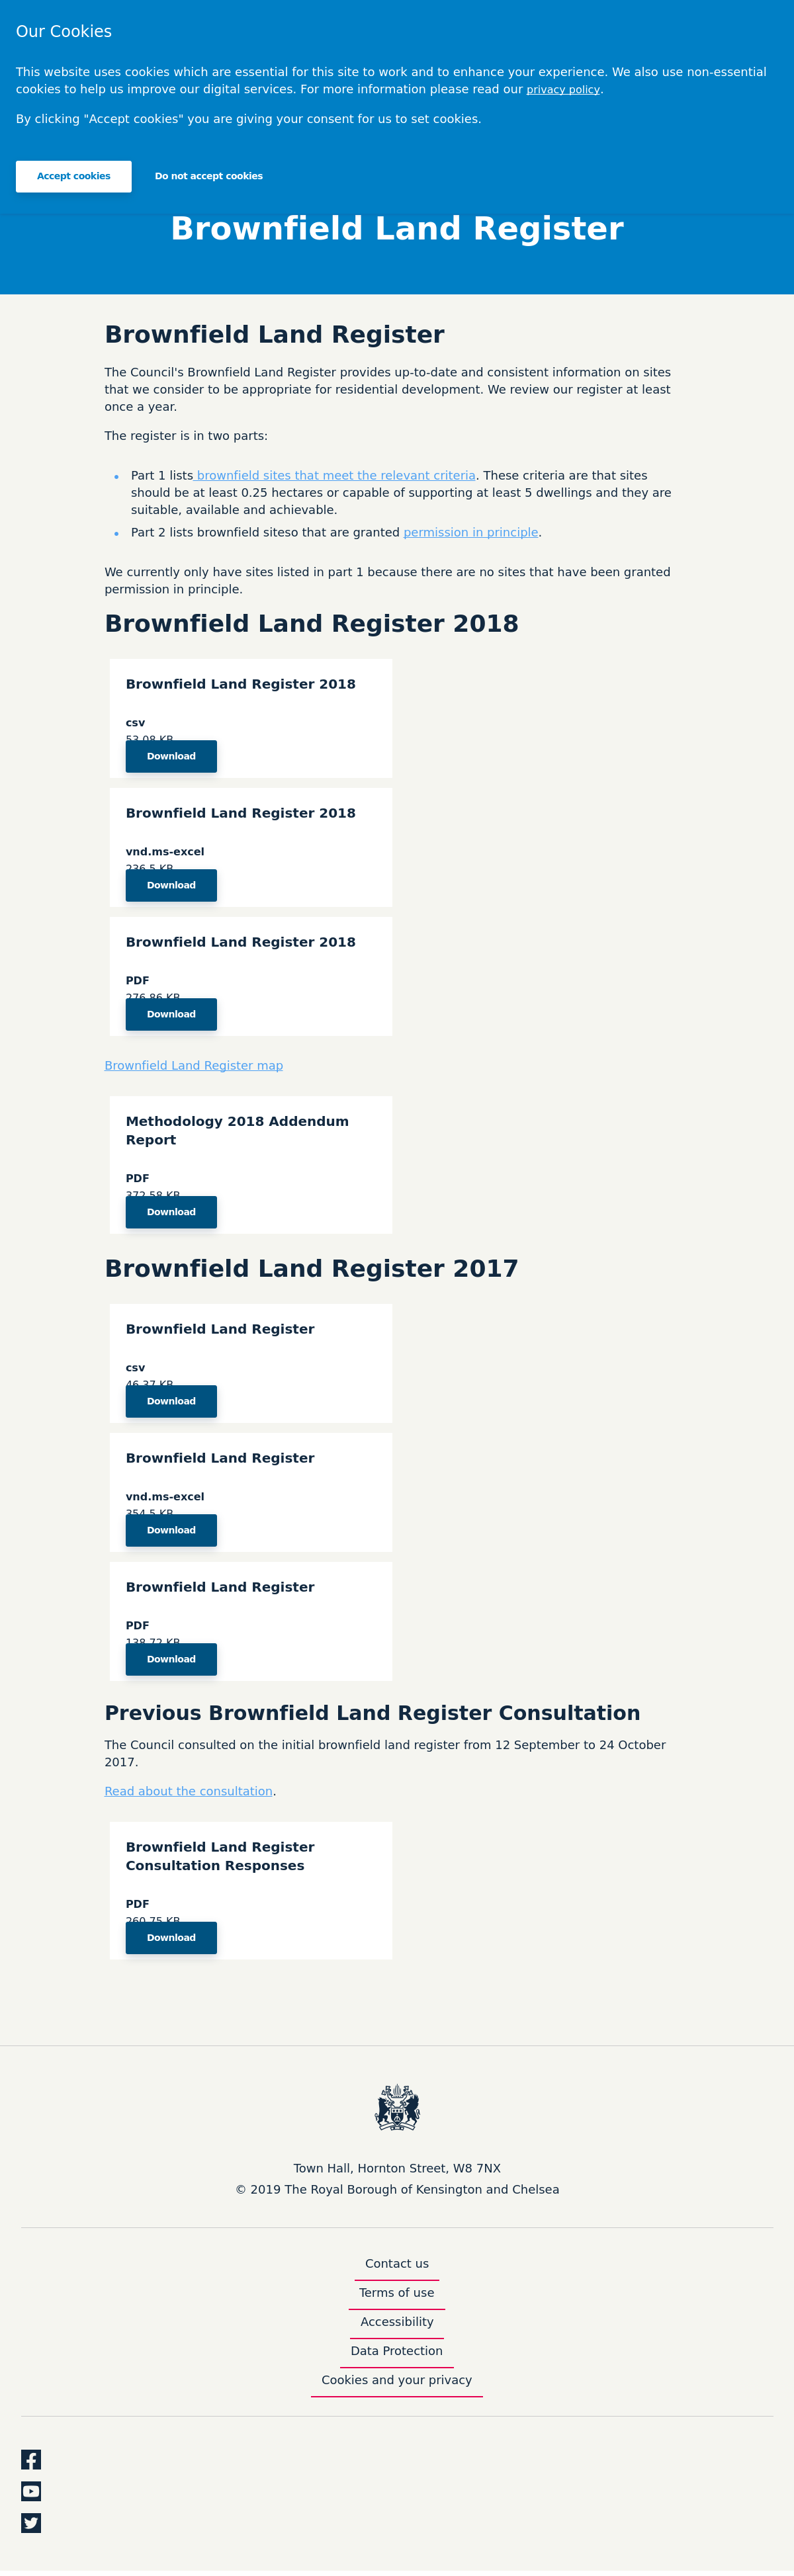 Our Cookies
This website uses cookies which are essential for this site to work and to enhance your experience. We also use non-essential
cookies to help us improve our digital services. For more information please read our privacy policy.
By clicking "Accept cookies" you are giving your consent for us to set cookies.
Accept cookies
Do not accept cookies
Brownfield Land Register
Brownfield Land Register
The Council's Brownfield Land Register provides up-to-date and consistent information on sites
that we consider to be appropriate for residential development. We review our register at least
once a year.
The register is in two parts:
Part 1 lists brownfield sites that meet the relevant criteria. These criteria are that sites
should be at least 0.25 hectares or capable of supporting at least 5 dwellings and they are
suitable, available and achievable.
Part 2 lists brownfield siteso that are granted permission in principle.
We currently only have sites listed in part 1 because there are no sites that have been granted
permission in principle.
Brownfield Land Register 2018
Brownfield Land Register 2018
csv
53.08 KB
Download
Brownfield Land Register 2018
vnd.ms-excel
236.5 KB
Download
Brownfield Land Register 2018
PDF
276.86 KB
Download
Brownfield Land Register map
Methodology 2018 Addendum
Report
PDF
372.58 KB
Download
Brownfield Land Register 2017
Brownfield Land Register
csv
46.37 KB
Download
Brownfield Land Register
vnd.ms-excel
354.5 KB
Download
Brownfield Land Register
PDF
138.72 KB
Download
Previous Brownfield Land Register Consultation
The Council consulted on the initial brownfield land register from 12 September to 24 October
2017.
Read about the consultation.
Brownfield Land Register
Consultation Responses
PDF
260.75 KB
Download
Town Hall, Hornton Street, W8 7NX
© 2019 The Royal Borough of Kensington and Chelsea
Contact us
Terms of use
Accessibility
Data Protection
Cookies and your privacy